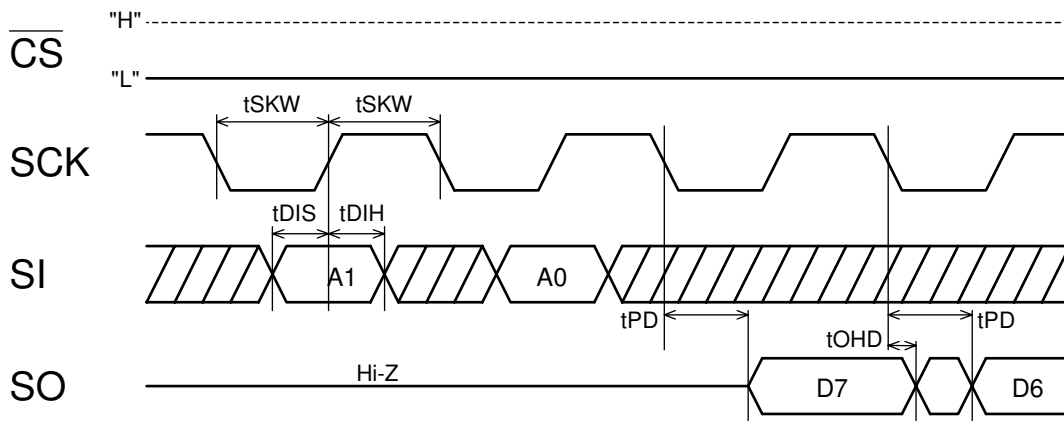 "H"
CS
"L"
tSKW tSKW
SCK
tDIS tDIH
SI A1 A0
tPD tOHD tPD
SO Hi-Z D7 D6